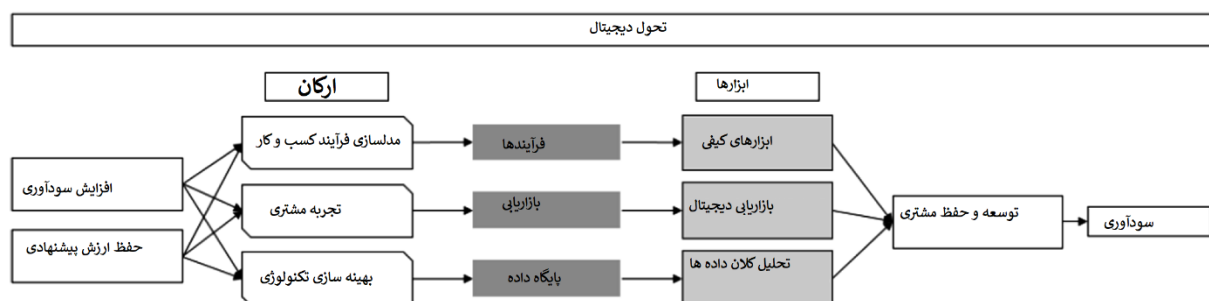 تحول دیجیتال
ارکان
ابزارها
افزایش سودآوری
حفظ ارزش پیشنهادی
مدلسازی فرآیند کسب و کار
فرآیندها
ابزارهای کیفی
تجربه مشتری
بازاریابی
بازاریابی دیجیتال
بهینه سازی تکنولوژی
پایگاه داده
تحلیل کلان داده ها
توسعه و حفظ مشتری
سودآوری